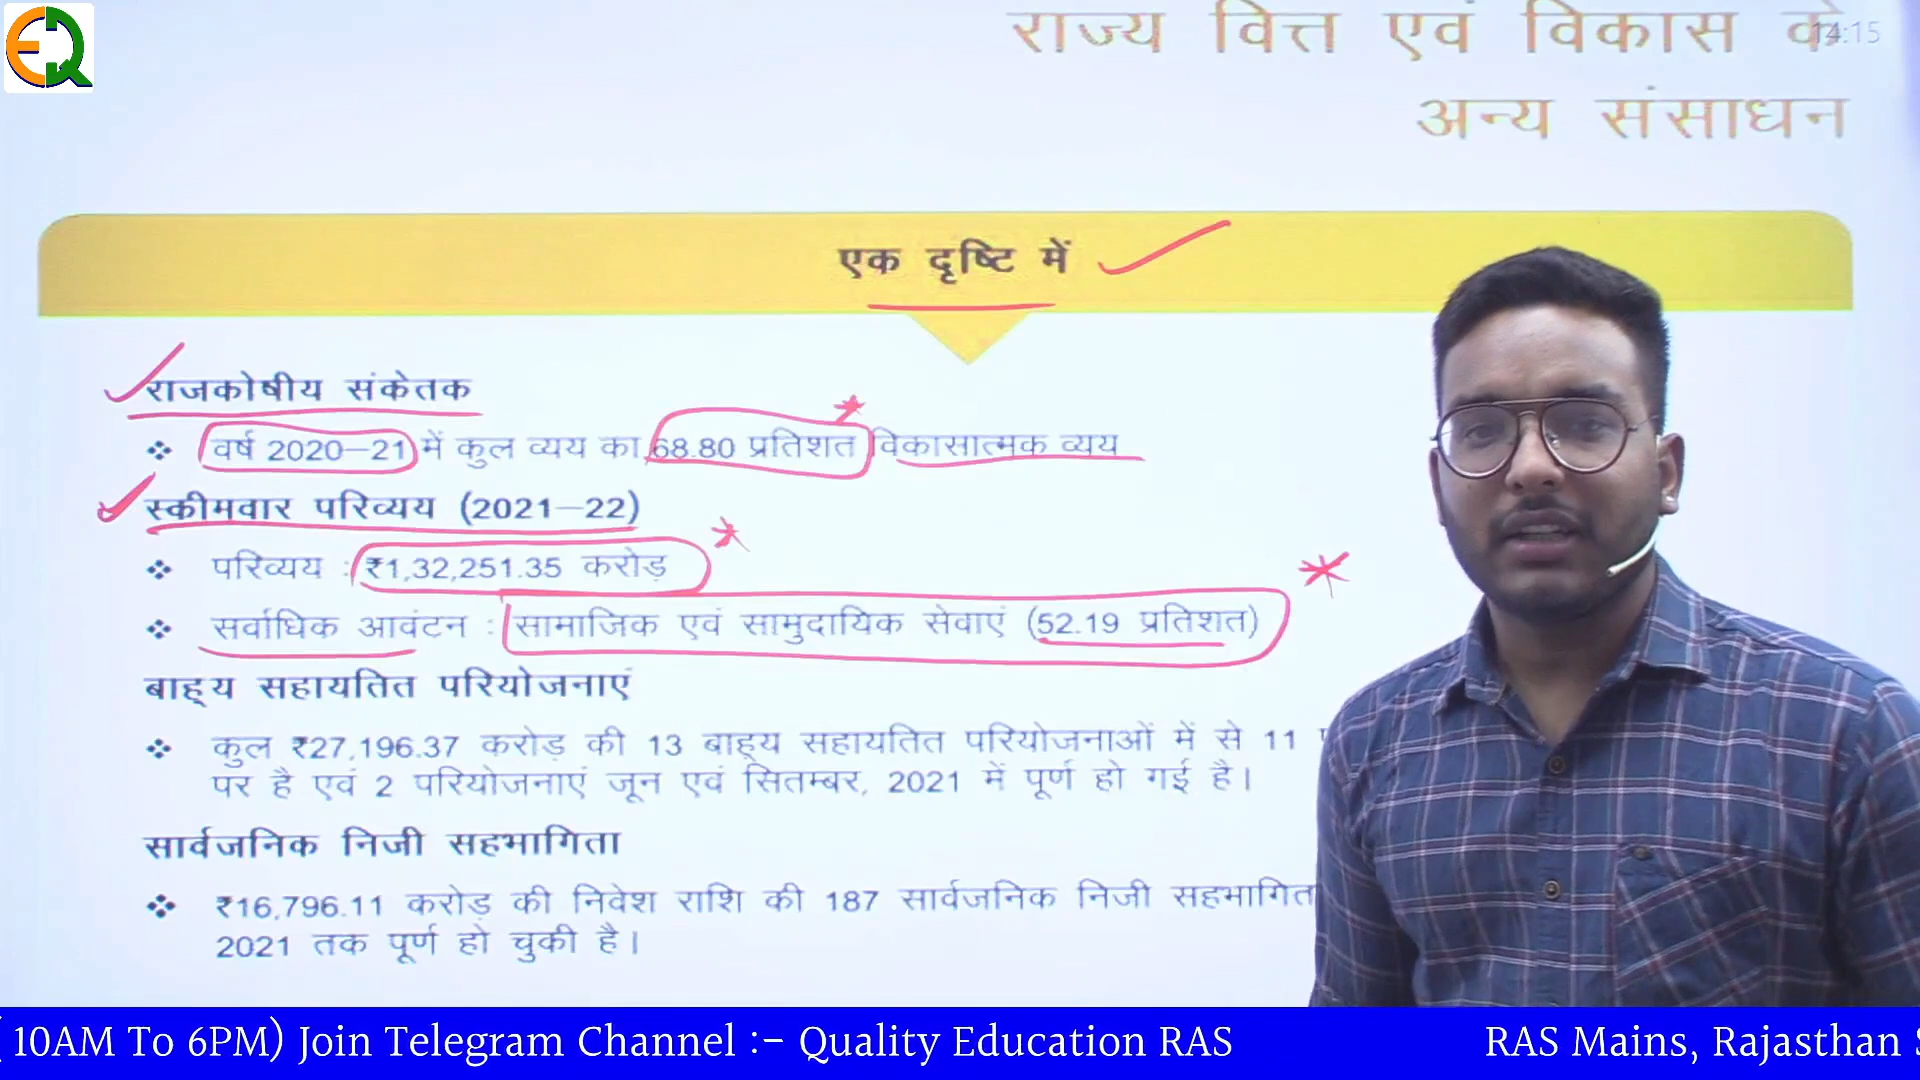 EQ
राज्य वित्त एवं विकास के
14:15
अन्य संसाधन
एक दृष्टि में
राजकोषीय संकेतक
❖ वर्ष 2020–21 में कुल व्यय का 68.80 प्रतिशत विकासात्मक व्यय
स्कीमवार परिव्यय (2021–22)
❖ परिव्यय : ₹1,32,251.35 करोड़
❖ सर्वाधिक आवंटन : सामाजिक एवं सामुदायिक सेवाएं (52.19 प्रतिशत)
बाह्य सहायतित परियोजनाएं
❖ कुल ₹27,196.37 करोड़ की 13 बाह्य सहायतित परियोजनाओं में से 11
पर है एवं 2 परियोजनाएं जून एवं सितम्बर, 2021 में पूर्ण हो गई है।
सार्वजनिक निजी सहभागिता
❖ ₹16,796.11 करोड़ की निवेश राशि की 187 सार्वजनिक निजी सहभागित
2021 तक पूर्ण हो चुकी है।
( 10AM To 6PM) Join Telegram Channel :- Quality Education RAS RAS Mains, Rajasthan